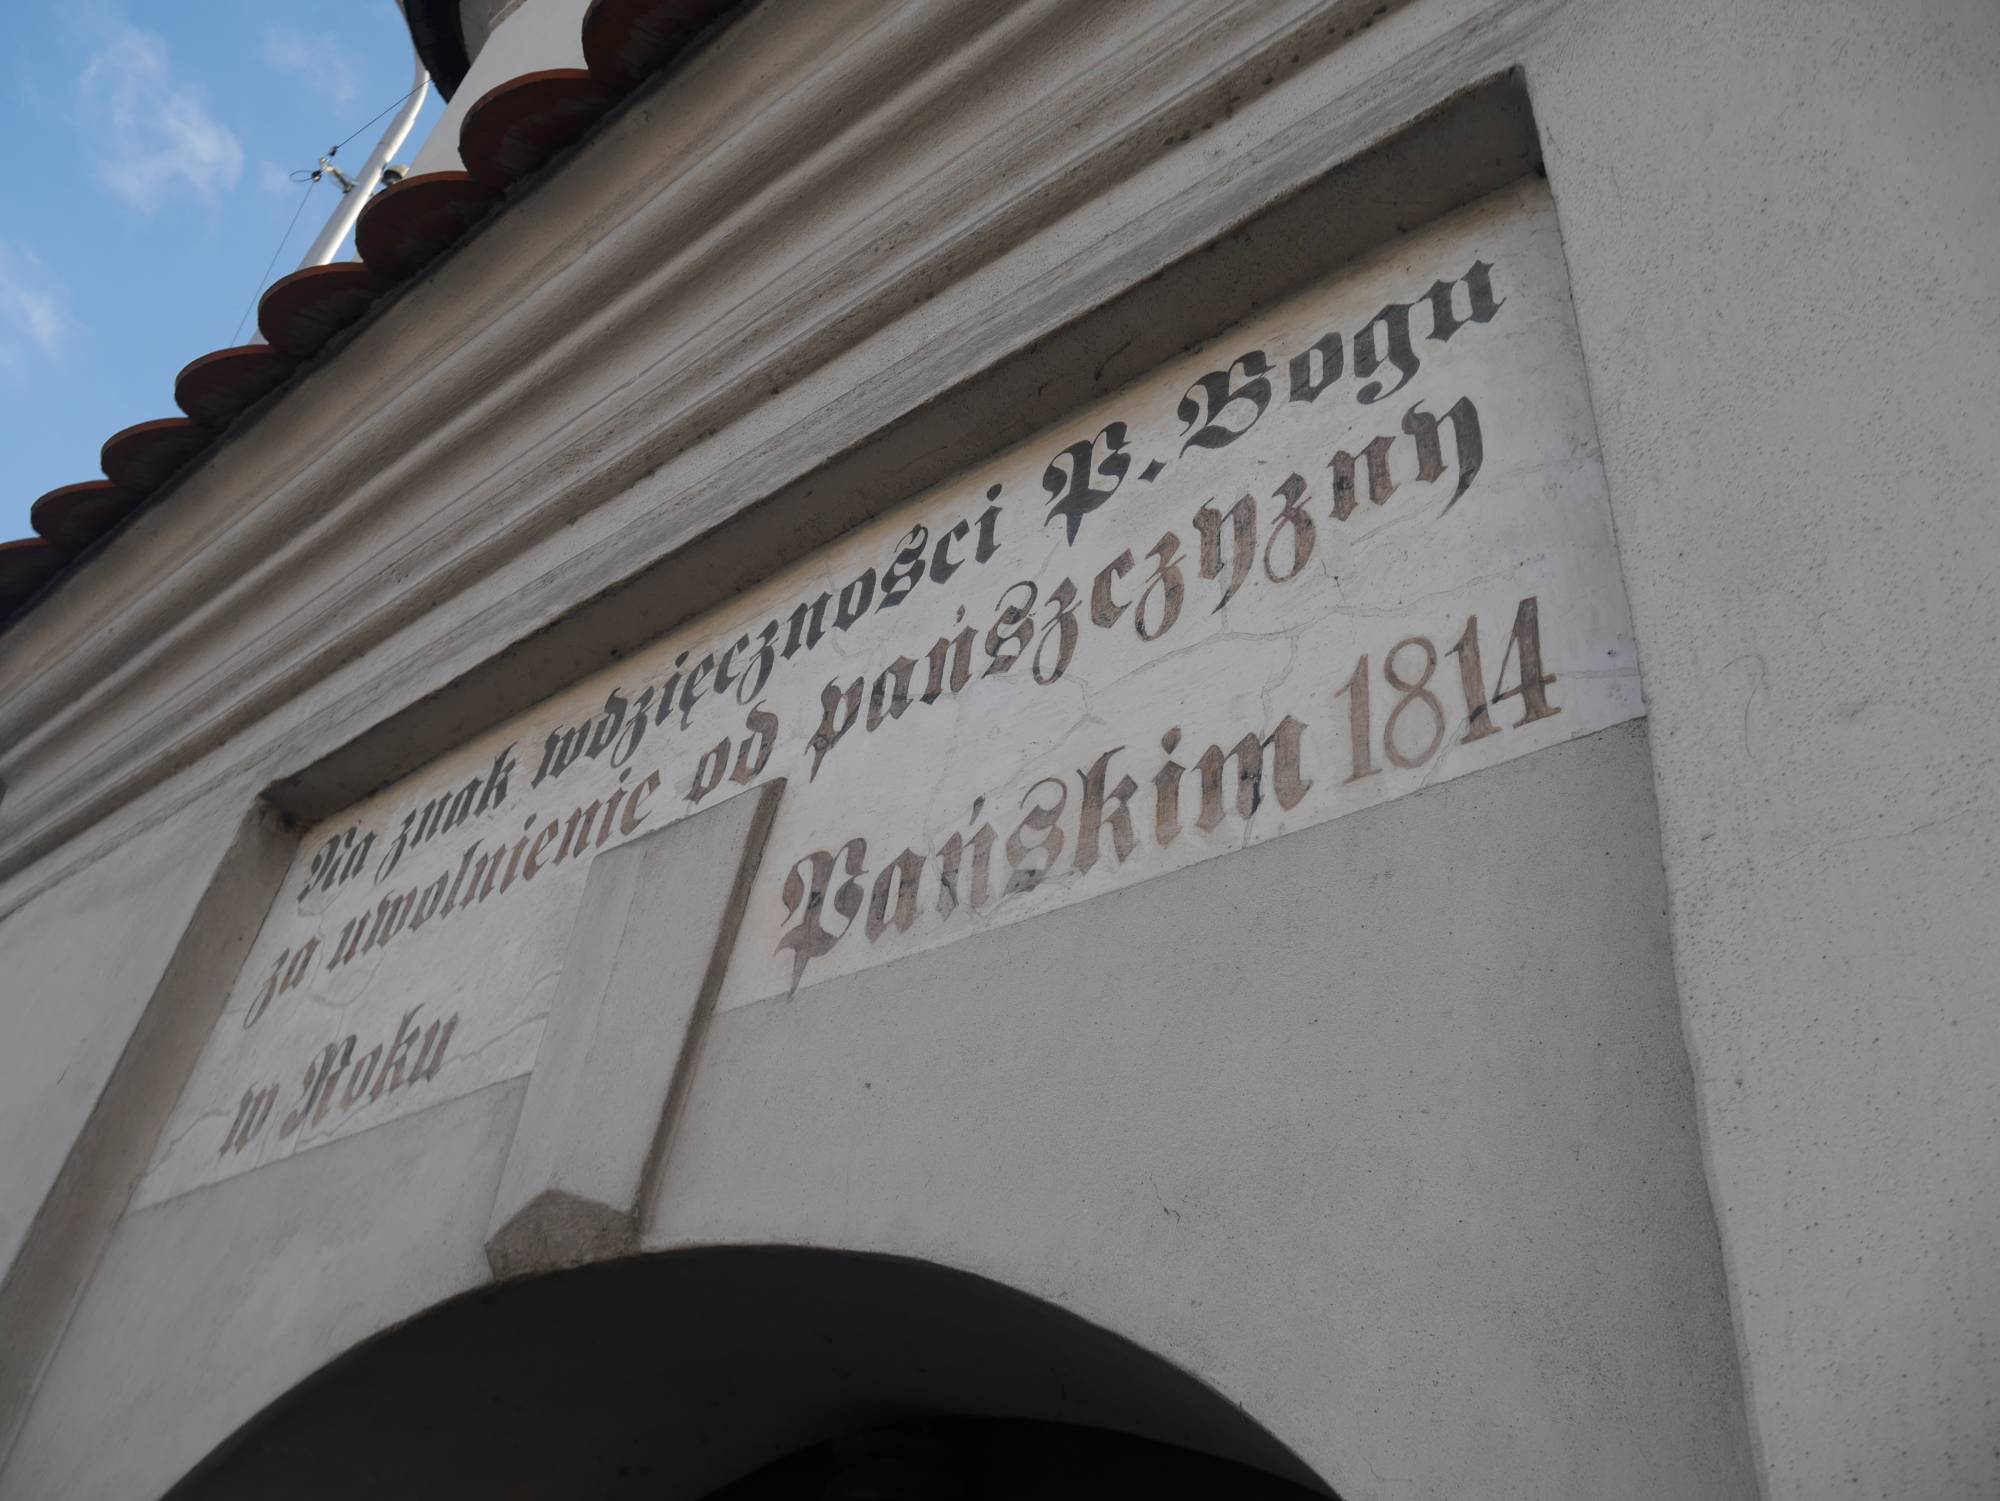 Na znak wdzięczności P. Bogu
za uwolnienie od pańszczyzny
w Roku Pańskim 1814